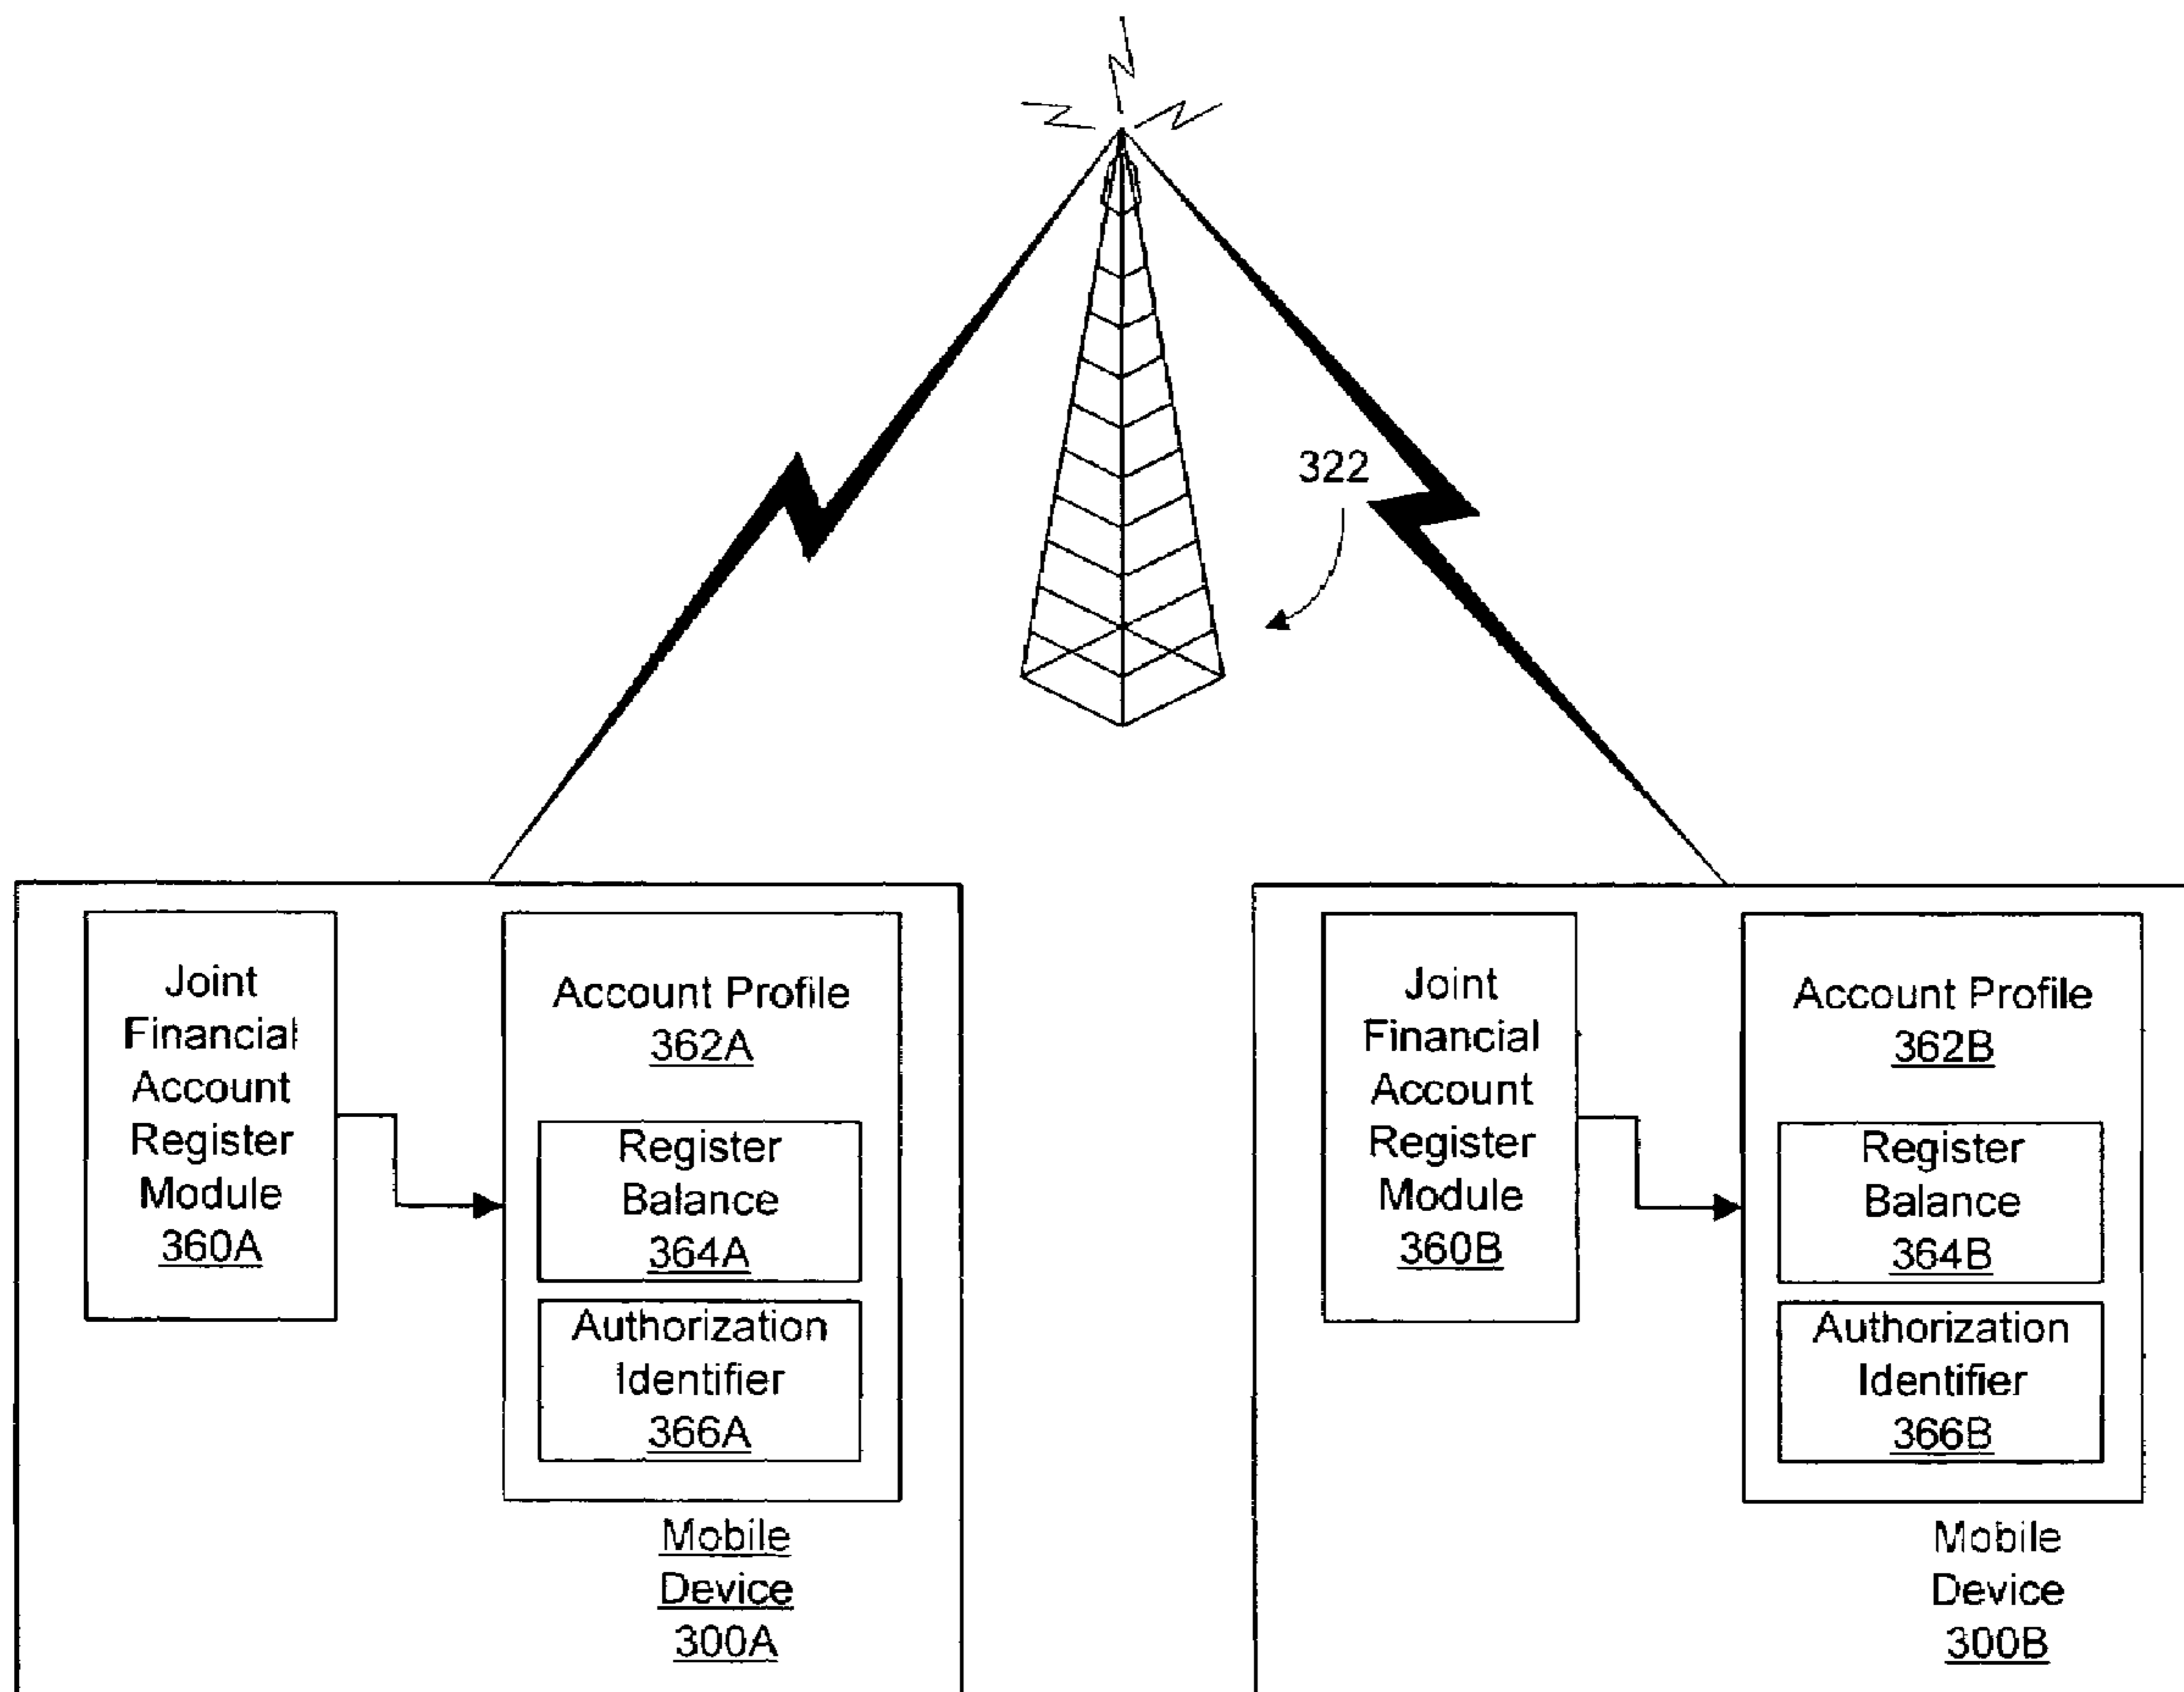 322
Joint
Financial
Account
Register
Module
360A
Account Profile
362A
Register
Balance
364A
Authorization
Identifier
366A
Mobile
Device
300A
Joint
Financial
Account
Register
Module
360B
Account Profile
362B
Register
Balance
364B
Authorization
Identifier
366B
Mobile
Device
300B